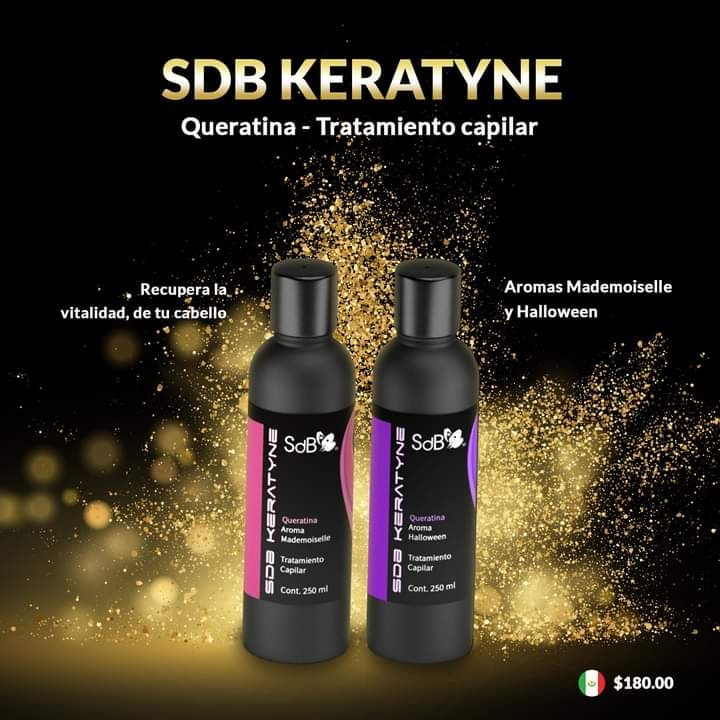 SDB KERATYNE
Queratina - Tratamiento capilar
Recupera la
vitalidad, de tu cabello
Aromas Mademoiselle
y Halloween
SdB
SDB KERATYNE
Queratina
Aroma
Mademoiselle
Tratamiento
Capilar
Cont. 250 ml
SdB
SDB KERATYNE
Queratina
Aroma
Halloween
Tratamiento
Capilar
Cont. 250 ml
$180.00